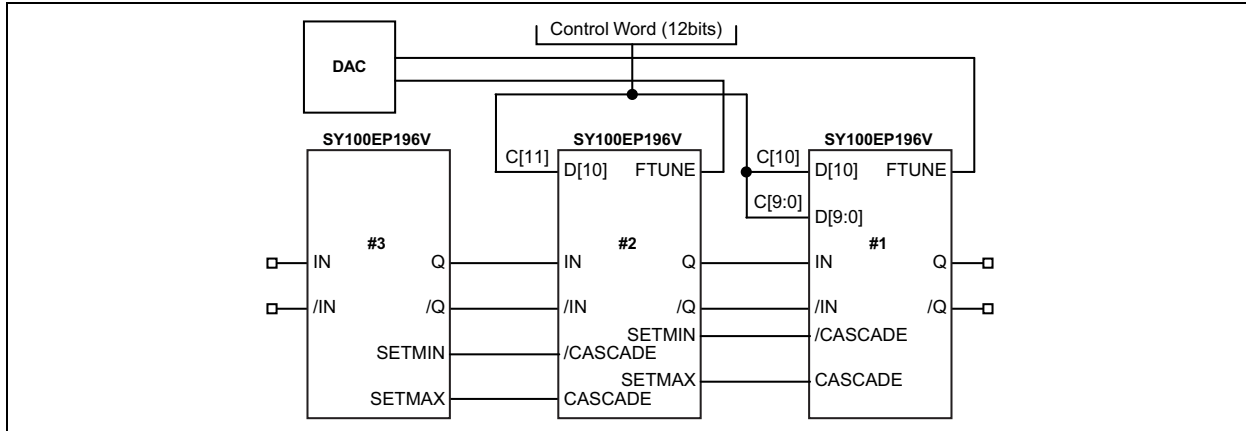 Control Word (12bits)
DAC
SY100EP196V SY100EP196V SY100EP196V
C[11] D[10] FTUNE C[10] D[10] FTUNE
C[9:0] D[9:0]
#3 #2 #1
IN Q IN Q IN Q
/IN /Q /IN /Q /IN /Q
SETMIN /CASCADE
SETMIN /CASCADE
SETMAX CASCADE
SETMAX CASCADE